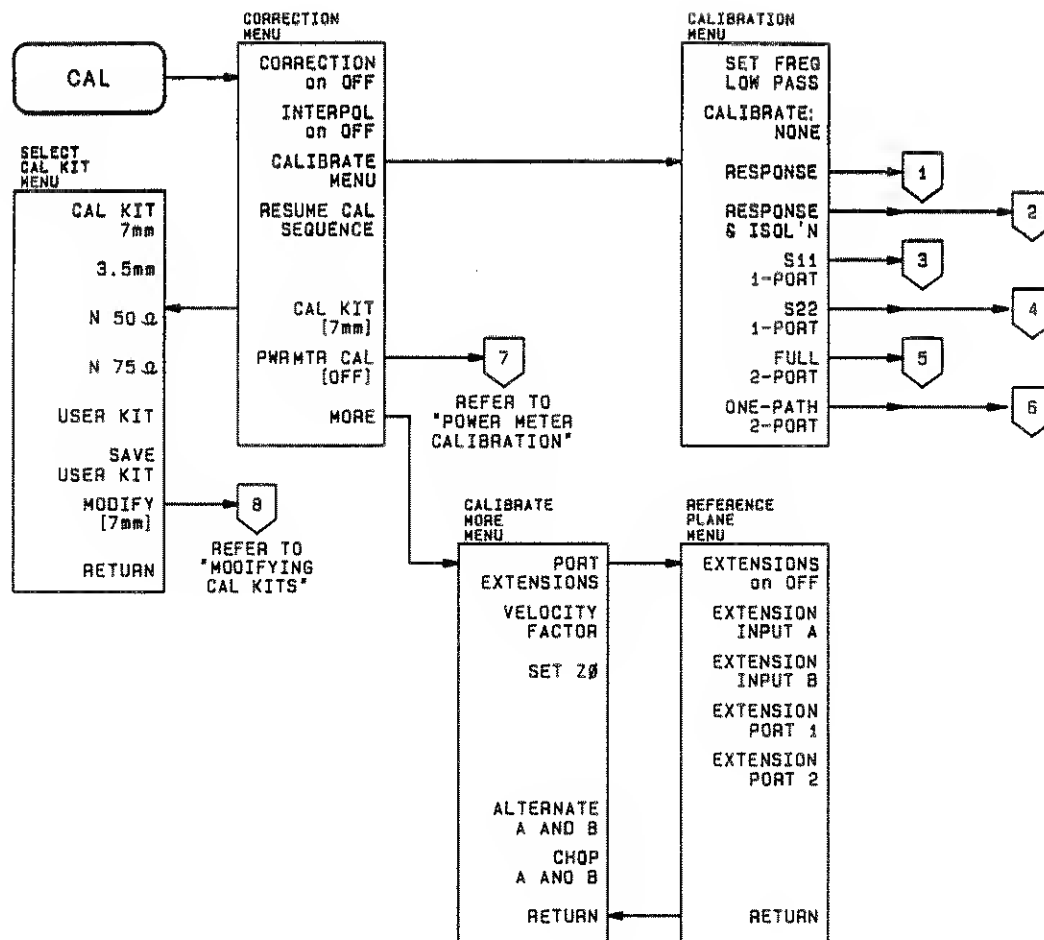 CAL
CORRECTION
MENU
CORRECTION
on OFF
INTERPOL
on OFF
CALIBRATE
MENU
RESUME CAL
SEQUENCE
CAL KIT
[7mm]
PWRMTR CAL
[OFF]
MORE
CALIBRATION
MENU
SET FREQ
LOW PASS
CALIBRATE:
NONE
RESPONSE
1
RESPONSE
& ISOL'N
2
S11
1-PORT
3
S22
1-PORT
4
FULL
2-PORT
5
ONE-PATH
2-PORT
6
7
REFER TO
"POWER METER
CALIBRATION"
SELECT
CAL KIT
MENU
CAL KIT
7mm
3.5mm
N 50 Ω
N 75 Ω
USER KIT
SAVE
USER KIT
MODIFY
[7mm]
RETURN
8
REFER TO
"MODIFYING
CAL KITS"
CALIBRATE
MORE
MENU
PORT
EXTENSIONS
VELOCITY
FACTOR
SET Z0
ALTERNATE
A AND B
CHOP
A AND B
RETURN
REFERENCE
PLANE
MENU
EXTENSIONS
on OFF
EXTENSION
INPUT A
EXTENSION
INPUT B
EXTENSION
PORT 1
EXTENSION
PORT 2
RETURN